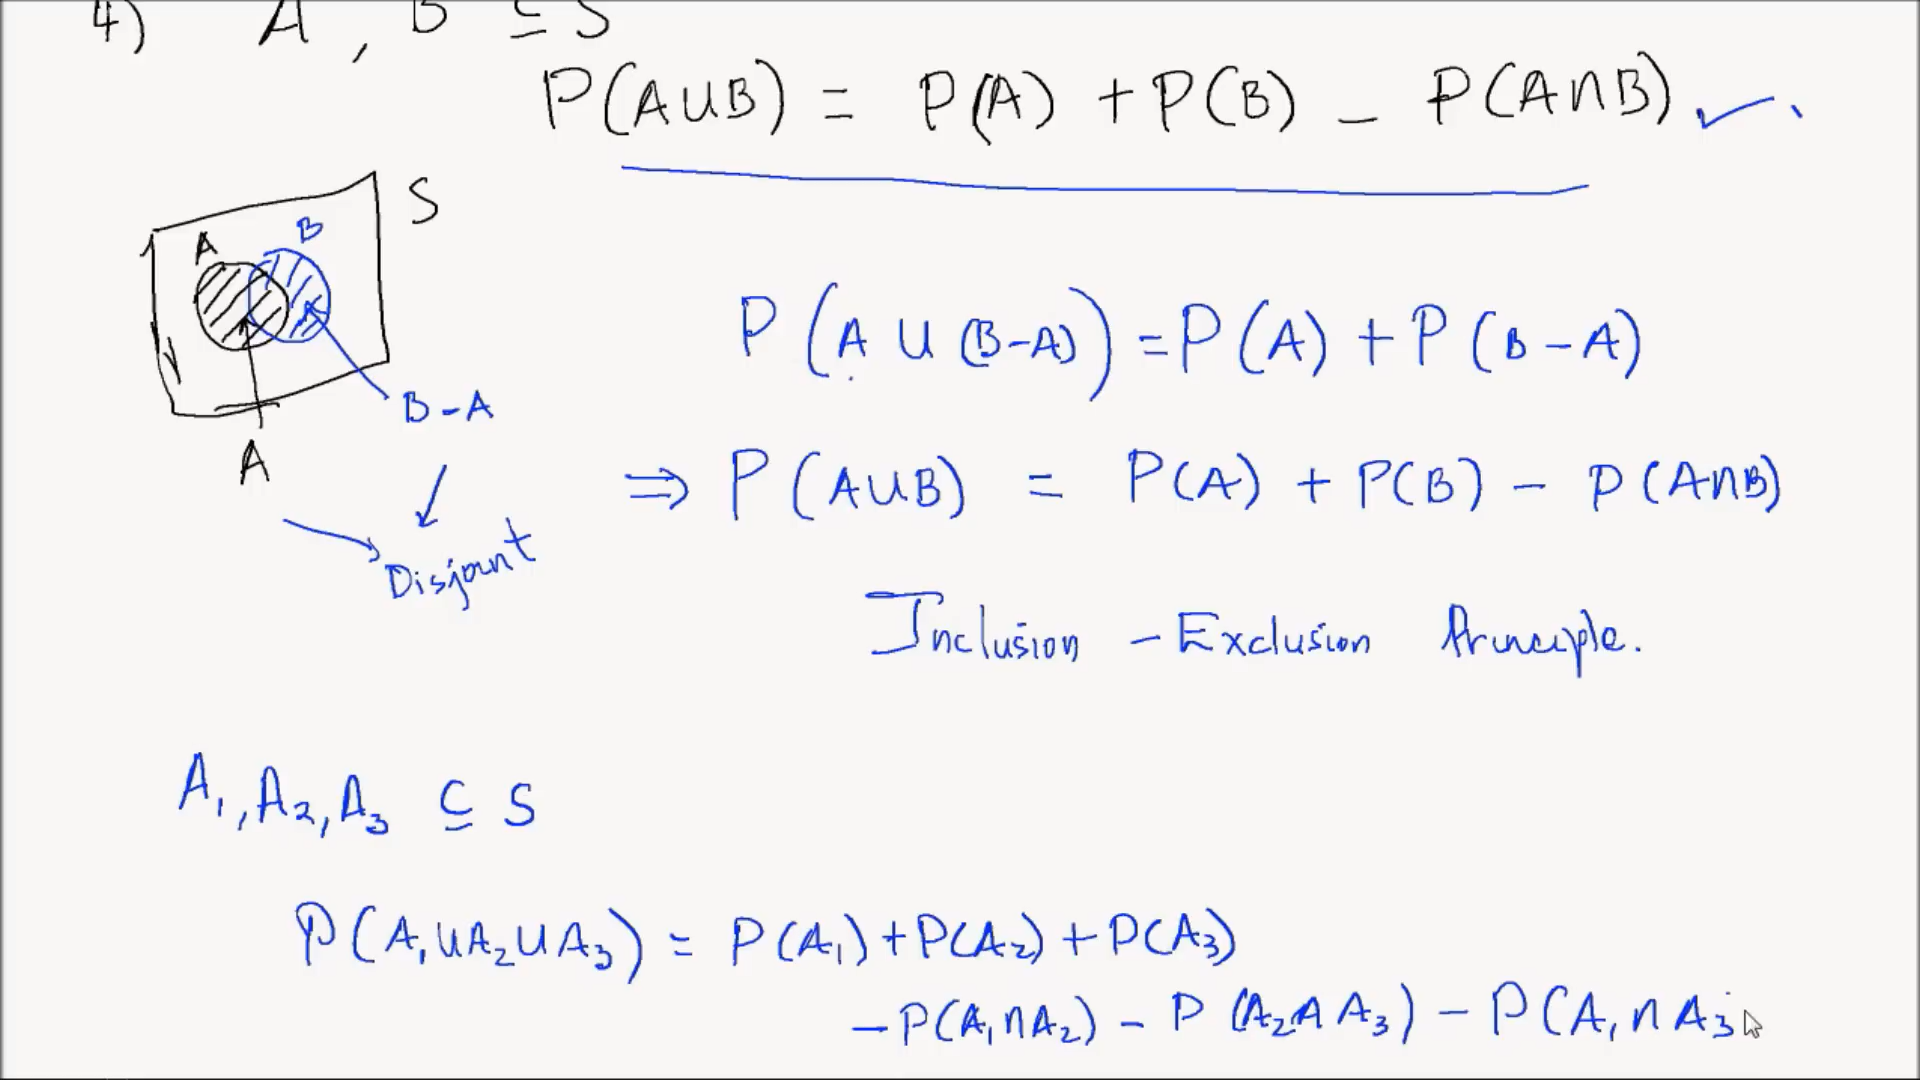 4) A , B ⊆ S
P(A∪B) = P(A) + P(B) - P(A∩B) ✓
S
A B
P(A ∪ (B-A)) = P(A) + P(B-A)
B-A
A
⇒ P(A∪B) = P(A) + P(B) - P(A∩B)
Disjoint
Inclusion - Exclusion Principle.
A₁, A₂, A₃ ⊆ S
P(A₁∪A₂∪A₃) = P(A₁) + P(A₂) + P(A₃)
- P(A₁∩A₂) - P(A₂∩A₃) - P(A₁∩A₃